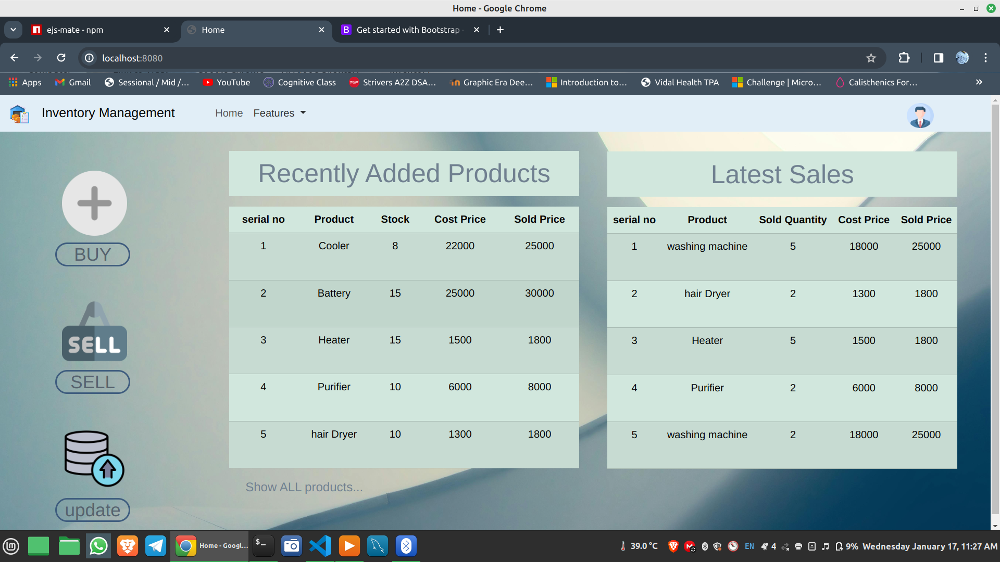 Home - Google Chrome
ejs-mate - npm
Home
Get started with Bootstrap
localhost:8080
Apps
Gmail
Sessional / Mid /...
YouTube
Cognitive Class
Strivers A2Z DSA...
Graphic Era Dee...
Introduction to...
Vidal Health TPA
Challenge | Micro...
Calisthenics For...
Inventory Management
Home
Features
BUY
SELL
SELL
update
Recently Added Products
serial no Product Stock Cost Price Sold Price
1 Cooler 8 22000 25000
2 Battery 15 25000 30000
3 Heater 15 1500 1800
4 Purifier 10 6000 8000
5 hair Dryer 10 1300 1800
Show ALL products...
Latest Sales
serial no Product Sold Quantity Cost Price Sold Price
1 washing machine 5 18000 25000
2 hair Dryer 2 1300 1800
3 Heater 5 1500 1800
4 Purifier 2 6000 8000
5 washing machine 2 18000 25000
Home - Googl...
39.0 °C
EN
4
9%
Wednesday January 17, 11:27 AM